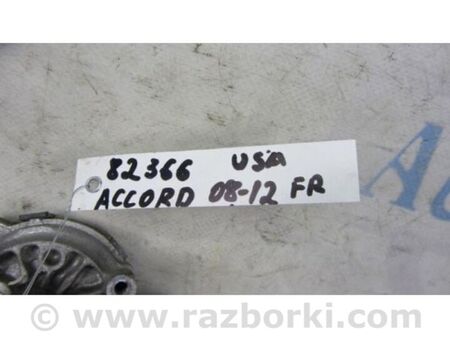 82366 USA
ACCORD 08-12 FR
© www.razborki.com